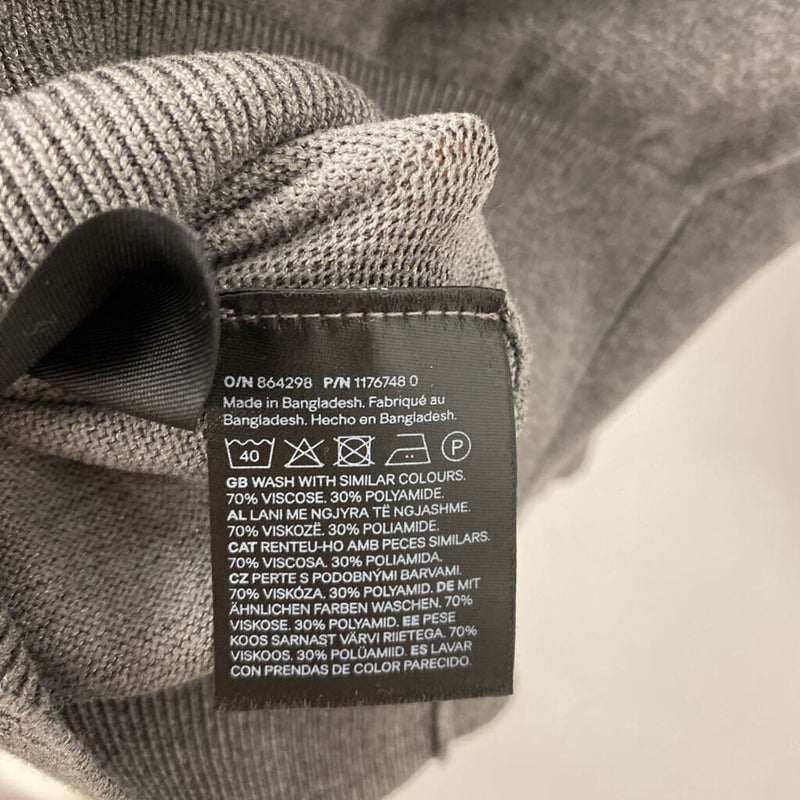 O/N 864298 P/N 1176748 0
Made in Bangladesh. Fabriqué au
Bangladesh. Hecho en Bangladesh.
40 P
GB WASH WITH SIMILAR COLOURS.
70% VISCOSE, 30% POLYAMIDE.
AL LANI ME NGJYRA TË NGJASHME.
70% VISKOZË, 30% POLIAMIDE.
CAT RENTEU-HO AMB PECES SIMILARS.
70% VISCOSA, 30% POLIAMIDA.
CZ PERTE S PODOBNÝMI BARVAMI.
70% VISKÓZA, 30% POLYAMID. DE MIT
ÄHNLICHEN FARBEN WASCHEN. 70%
VISKOSE, 30% POLYAMID. EE PESE
KOOS SARNAST VÄRVI RIIETEGA. 70%
VISKOOS, 30% POLÜAMIID. ES LAVAR
CON PRENDAS DE COLOR PARECIDO.